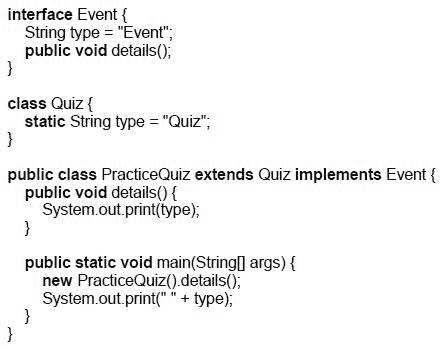 interface Event {
    String type = "Event";
    public void details();
}

class Quiz {
    static String type = "Quiz";
}

public class PracticeQuiz extends Quiz implements Event {
    public void details() {
        System.out.print(type);
    }

    public static void main(String[] args) {
        new PracticeQuiz().details();
        System.out.print(" " + type);
    }
}